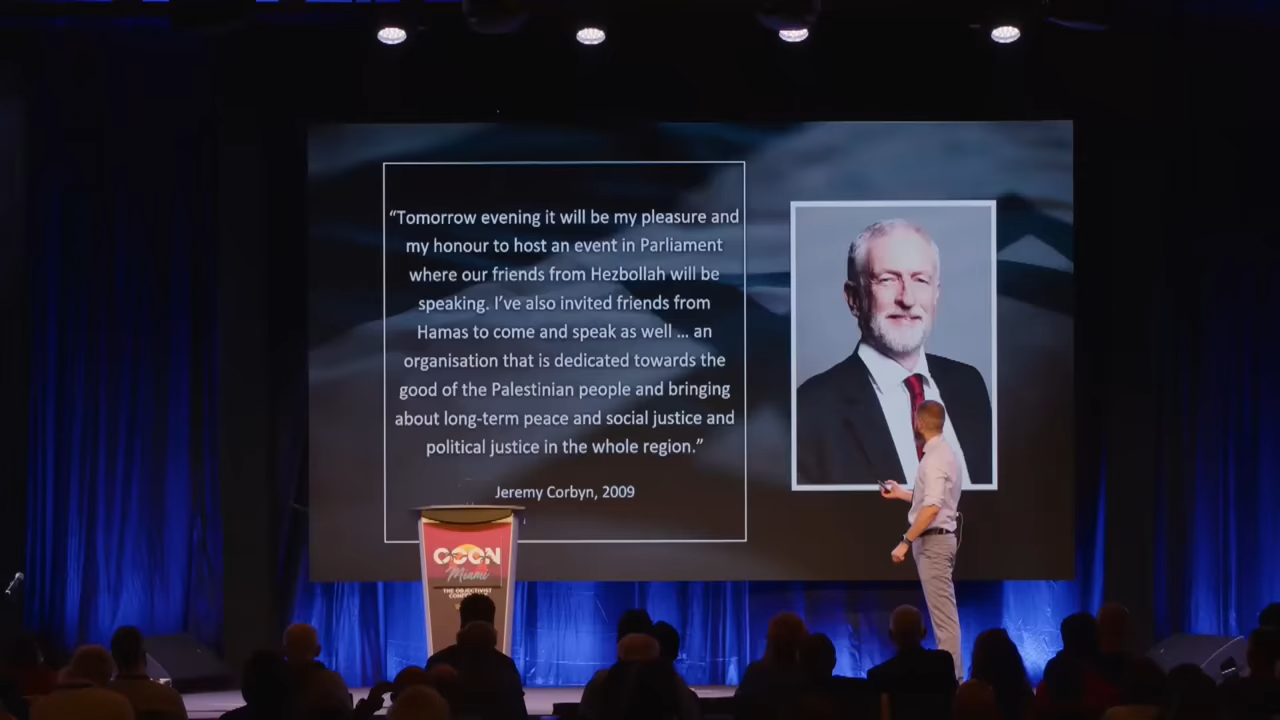 “Tomorrow evening it will be my pleasure and
my honour to host an event in Parliament
where our friends from Hezbollah will be
speaking. I’ve also invited friends from
Hamas to come and speak as well ... an
organisation that is dedicated towards the
good of the Palestinian people and bringing
about long-term peace and social justice and
political justice in the whole region.”
Jeremy Corbyn, 2009
OCON
Miami
THE OBJECTIVIST